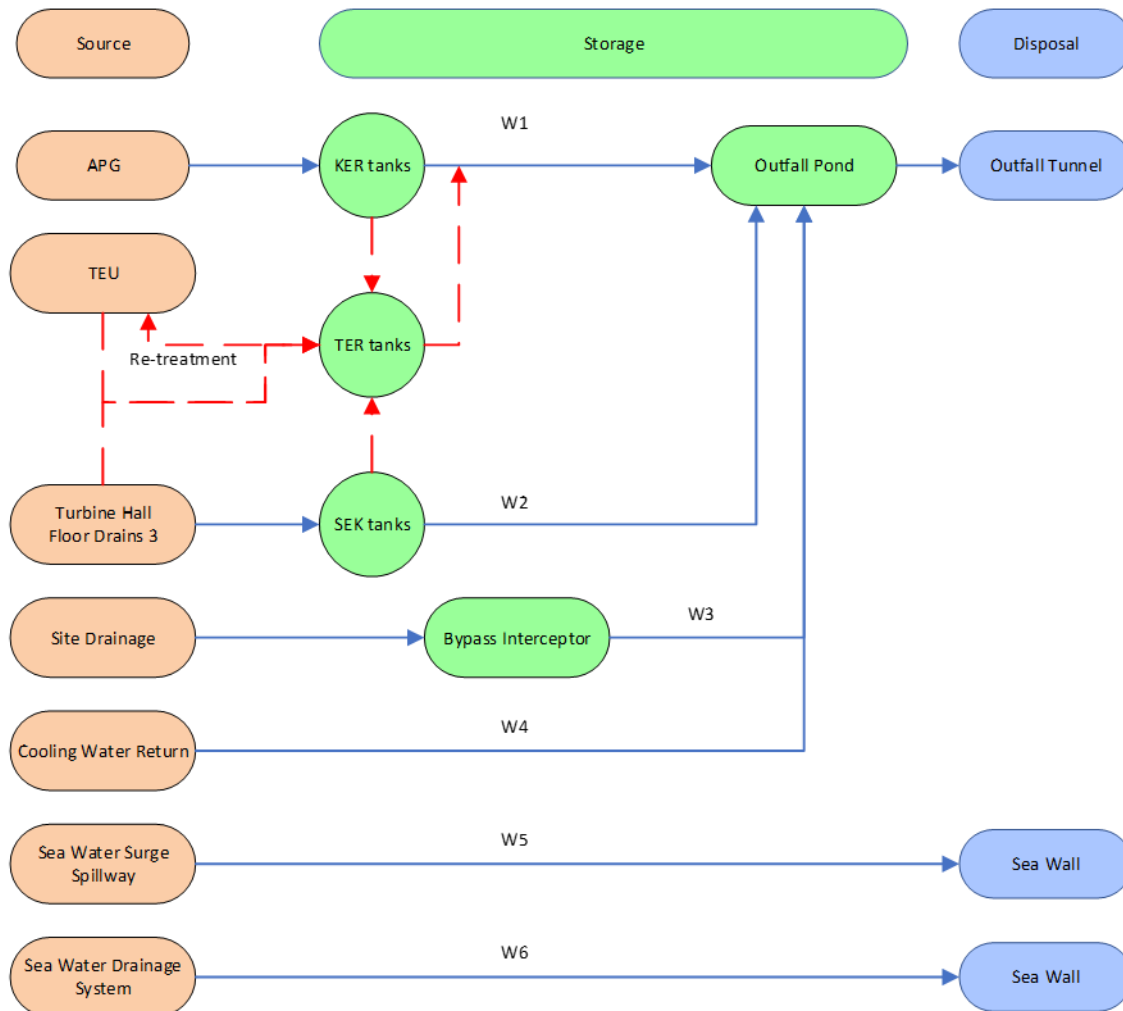 Source
Storage
Disposal
W1
APG
KER tanks
Outfall Pond
Outfall Tunnel
TEU
Re-treatment
TER tanks
W2
Turbine Hall
Floor Drains 3
SEK tanks
W3
Site Drainage
Bypass Interceptor
W4
Cooling Water Return
W5
Sea Water Surge
Spillway
Sea Wall
W6
Sea Water Drainage
System
Sea Wall